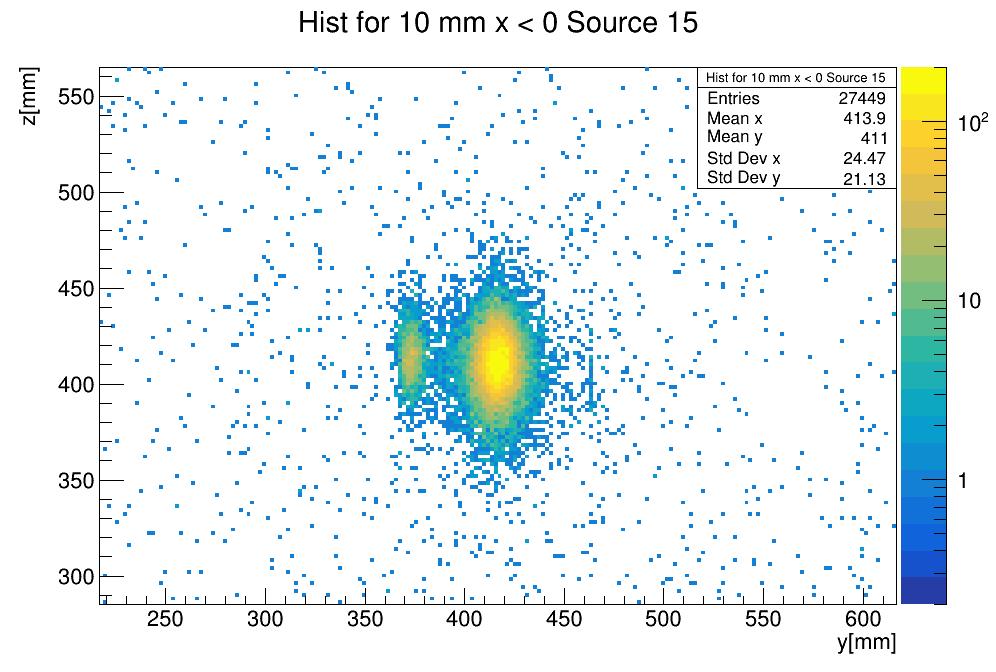 Hist for 10 mm x < 0 Source 15
z[mm]
Hist for 10 mm x < 0 Source 15
Entries 27449
Mean x 413.9
Mean y 411
Std Dev x 24.47
Std Dev y 21.13
550
500
450
400
350
300
250 300 350 400 450 500 550 600
y[mm]
10²
10
1